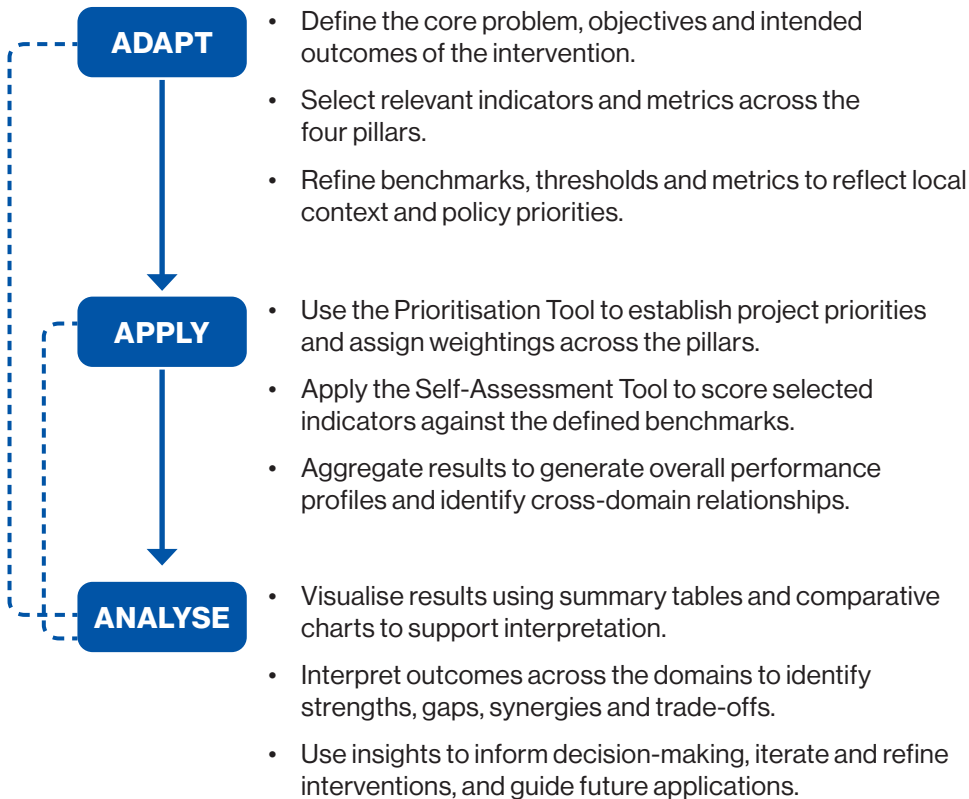 ADAPT
• Define the core problem, objectives and intended
outcomes of the intervention.
• Select relevant indicators and metrics across the
four pillars.
• Refine benchmarks, thresholds and metrics to reflect local
context and policy priorities.
APPLY
• Use the Prioritisation Tool to establish project priorities
and assign weightings across the pillars.
• Apply the Self-Assessment Tool to score selected
indicators against the defined benchmarks.
• Aggregate results to generate overall performance
profiles and identify cross-domain relationships.
ANALYSE
• Visualise results using summary tables and comparative
charts to support interpretation.
• Interpret outcomes across the domains to identify
strengths, gaps, synergies and trade-offs.
• Use insights to inform decision-making, iterate and refine
interventions, and guide future applications.